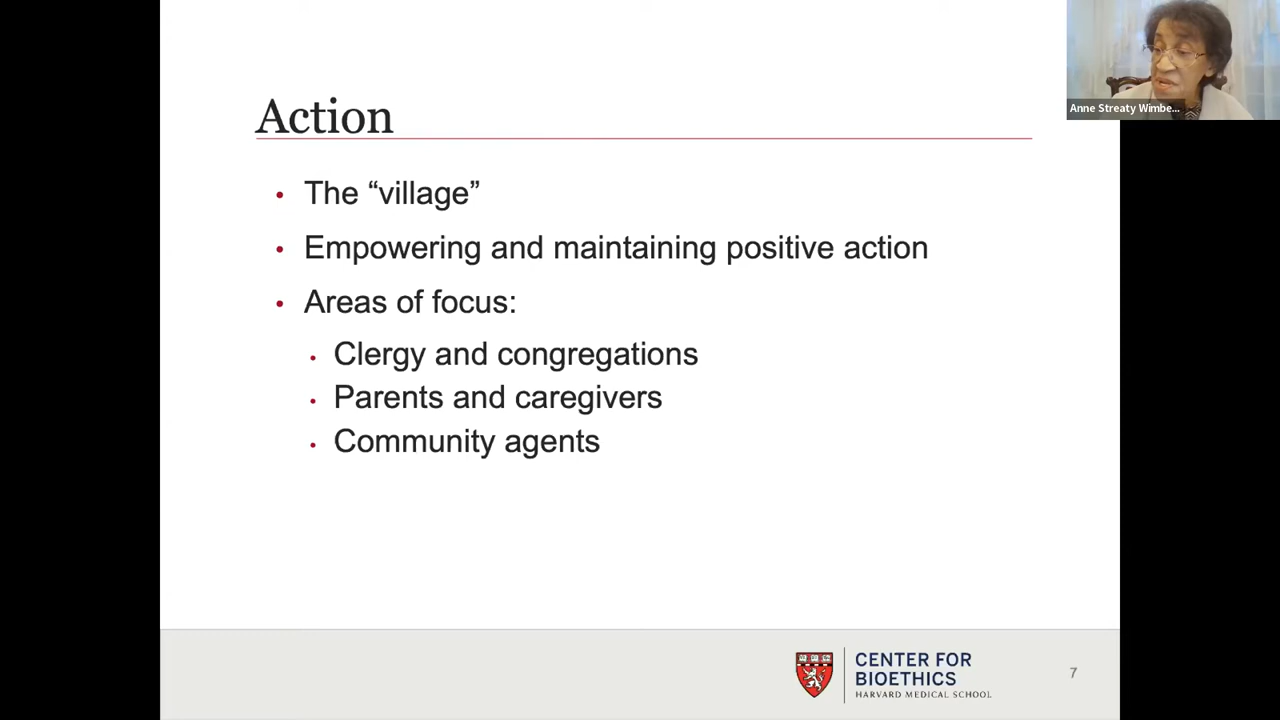 Anne Streaty Wimbe...
Action
• The “village”
• Empowering and maintaining positive action
• Areas of focus:
• Clergy and congregations
• Parents and caregivers
• Community agents
CENTER FOR
BIOETHICS
HARVARD MEDICAL SCHOOL
7